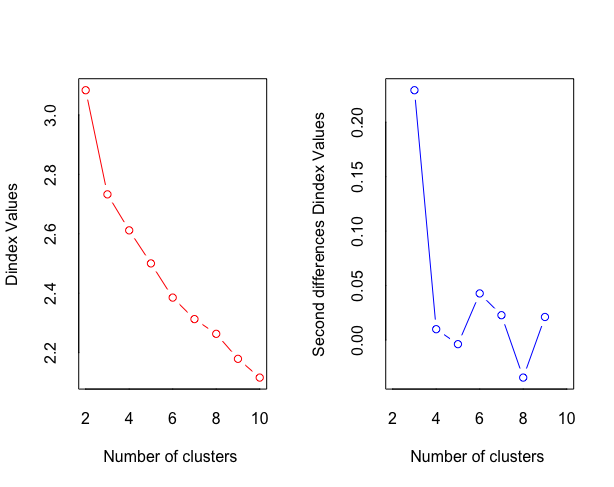 Dindex Values
3.0
2.8
2.6
2.4
2.2
2 4 6 8 10
Number of clusters
Second differences Dindex Values
0.20
0.15
0.10
0.05
0.00
2 4 6 8 10
Number of clusters